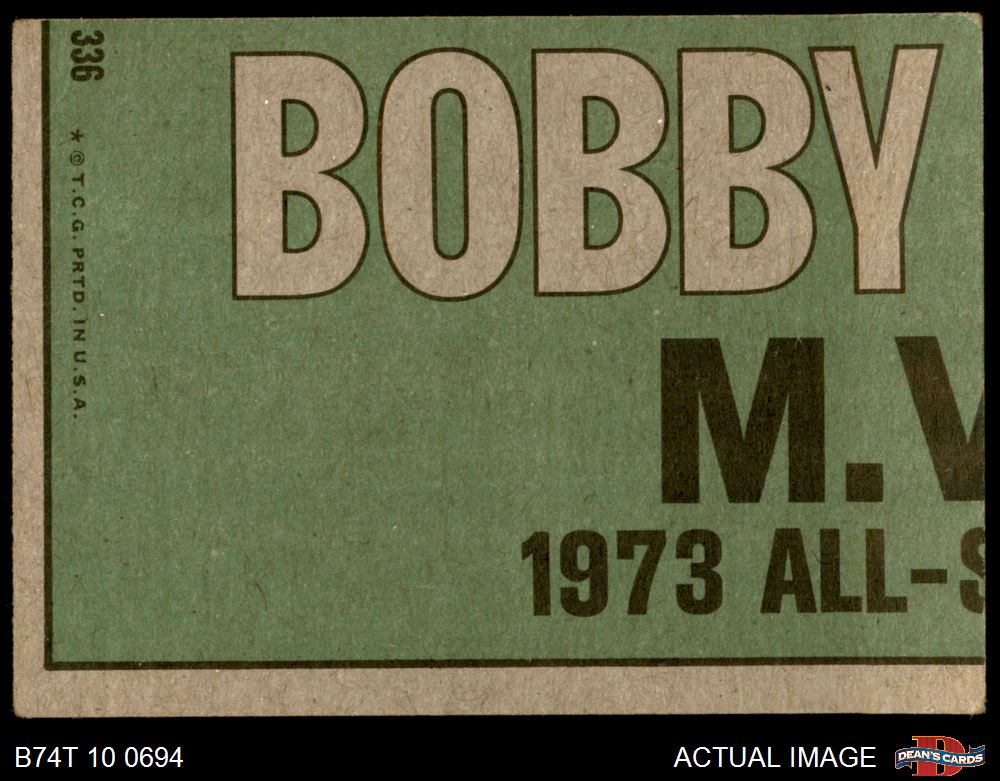 336
* © T.C.G. PRTD. IN U.S.A.
BOBBY
M.V
1973 ALL-S
B74T 10 0694
ACTUAL IMAGE
D
DEAN'S CARDS